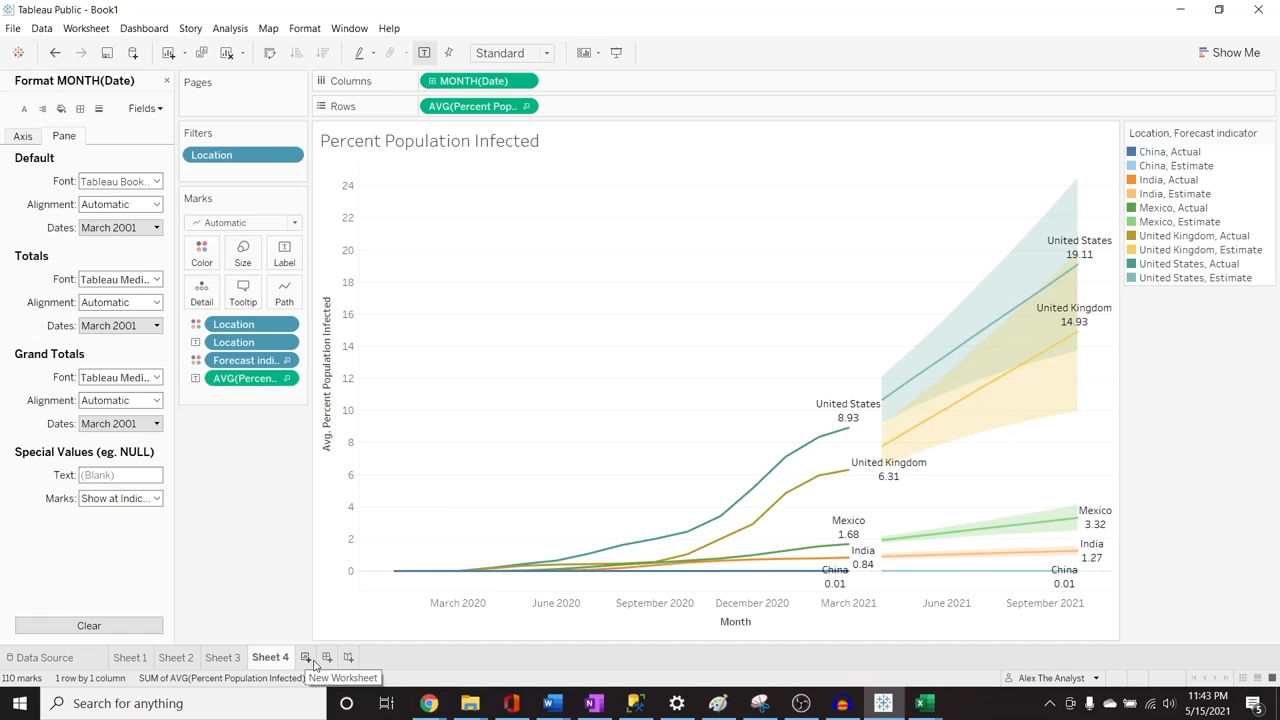 Tableau Public - Book1
File Data Worksheet Dashboard Story Analysis Map Format Window Help
Standard
Show Me
Format MONTH(Date)
Fields
Axis Pane
Default
Font: Tableau Book..
Alignment: Automatic
Dates: March 2001
Totals
Font: Tableau Medi..
Alignment: Automatic
Dates: March 2001
Grand Totals
Font: Tableau Medi..
Alignment: Automatic
Dates: March 2001
Special Values (eg. NULL)
Text: (Blank)
Marks: Show at Indic...
Clear
Pages
Filters
Location
Marks
Automatic
Color Size Label
Detail Tooltip Path
Location
Location
Forecast indi..
AVG(Percen..
Columns MONTH(Date)
Rows AVG(Percent Pop..
Percent Population Infected
Avg. Percent Population Infected
24
22
20
18
16
14
12
10
8
6
4
2
0
United States
19.11
United Kingdom
14.93
United States
8.93
United Kingdom
6.31
Mexico
1.68
India
0.84
China
0.01
Mexico
3.32
India
1.27
China
0.01
March 2020 June 2020 September 2020 December 2020 March 2021 June 2021 September 2021
Month
Location, Forecast indicator
China, Actual
China, Estimate
India, Actual
India, Estimate
Mexico, Actual
Mexico, Estimate
United Kingdom, Actual
United Kingdom, Estimate
United States, Actual
United States, Estimate
Data Source Sheet 1 Sheet 2 Sheet 3 Sheet 4
110 marks 1 row by 1 column SUM of AVG(Percent Population Infected)
New Worksheet
Alex The Analyst
Type here to search
11:43 PM
5/15/2021
5